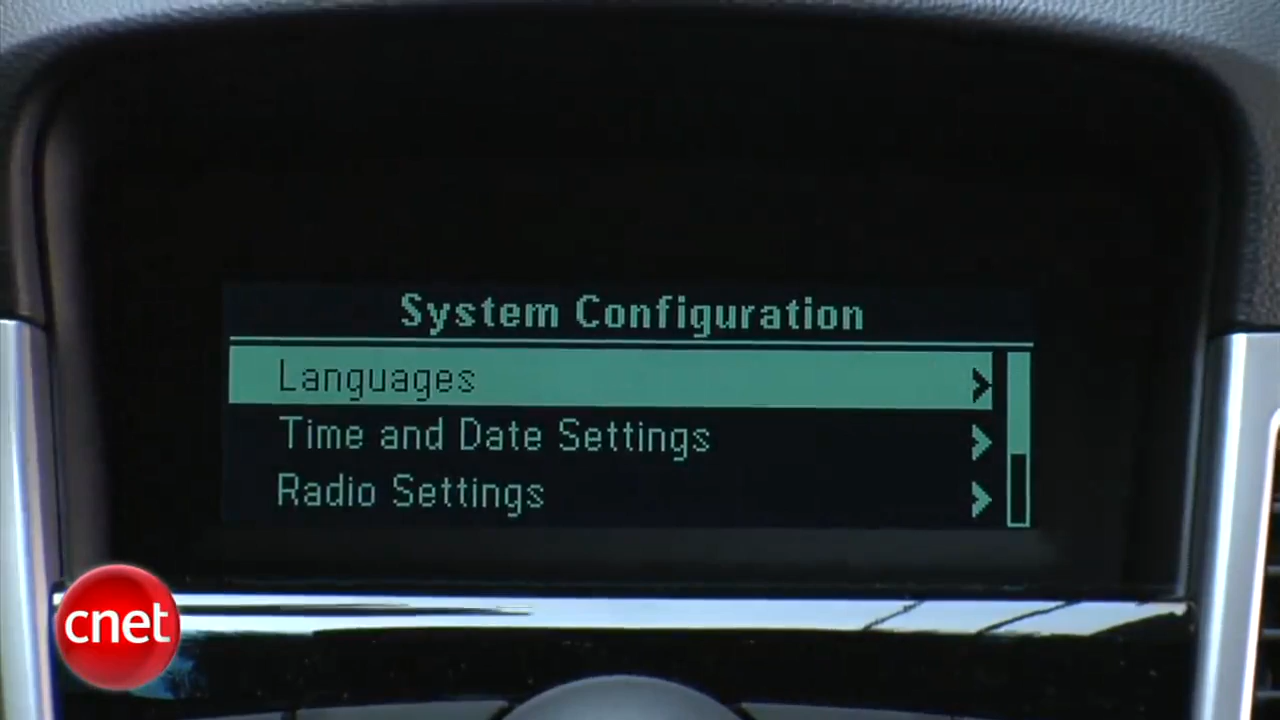 System Configuration
Languages
Time and Date Settings
Radio Settings
cnet